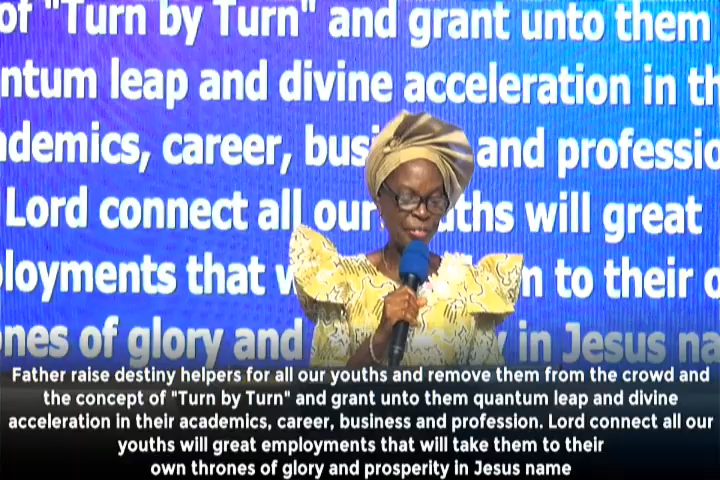 of "Turn by Turn" and grant unto them
ntum leap and divine acceleration in th
ademics, career, bus and professio
Lord connect all our uths will great
loyments that w m to their o
nes of glory and y in Jesus na
Father raise destiny helpers for all our youths and remove them from the crowd and
the concept of "Turn by Turn" and grant unto them quantum leap and divine
acceleration in their academics, career, business and profession. Lord connect all our
youths will great employments that will take them to their
own thrones of glory and prosperity in Jesus name